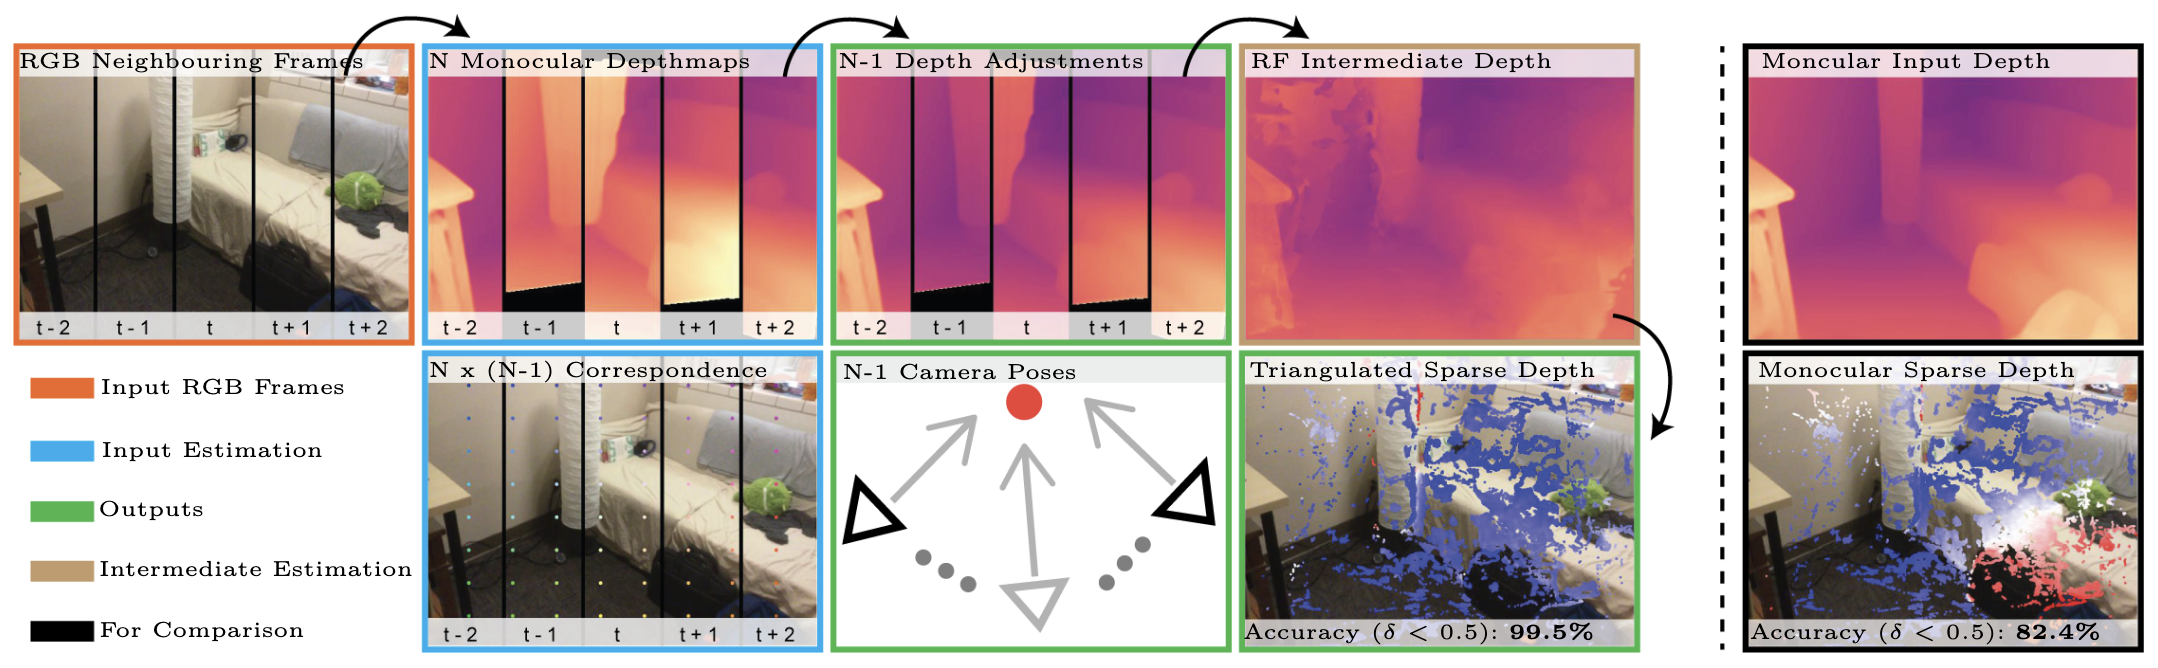 RGB Neighbouring Frames
t - 2 t - 1 t t + 1 t + 2
N Monocular Depthmaps
t - 2 t - 1 t t + 1 t + 2
N-1 Depth Adjustments
t - 2 t - 1 t t + 1 t + 2
RF Intermediate Depth
Moncular Input Depth
Input RGB Frames
Input Estimation
Outputs
Intermediate Estimation
For Comparison
N x (N-1) Correspondence
t - 2 t - 1 t t + 1 t + 2
N-1 Camera Poses
Triangulated Sparse Depth
Accuracy (δ < 0.5): 99.5%
Monocular Sparse Depth
Accuracy (δ < 0.5): 82.4%